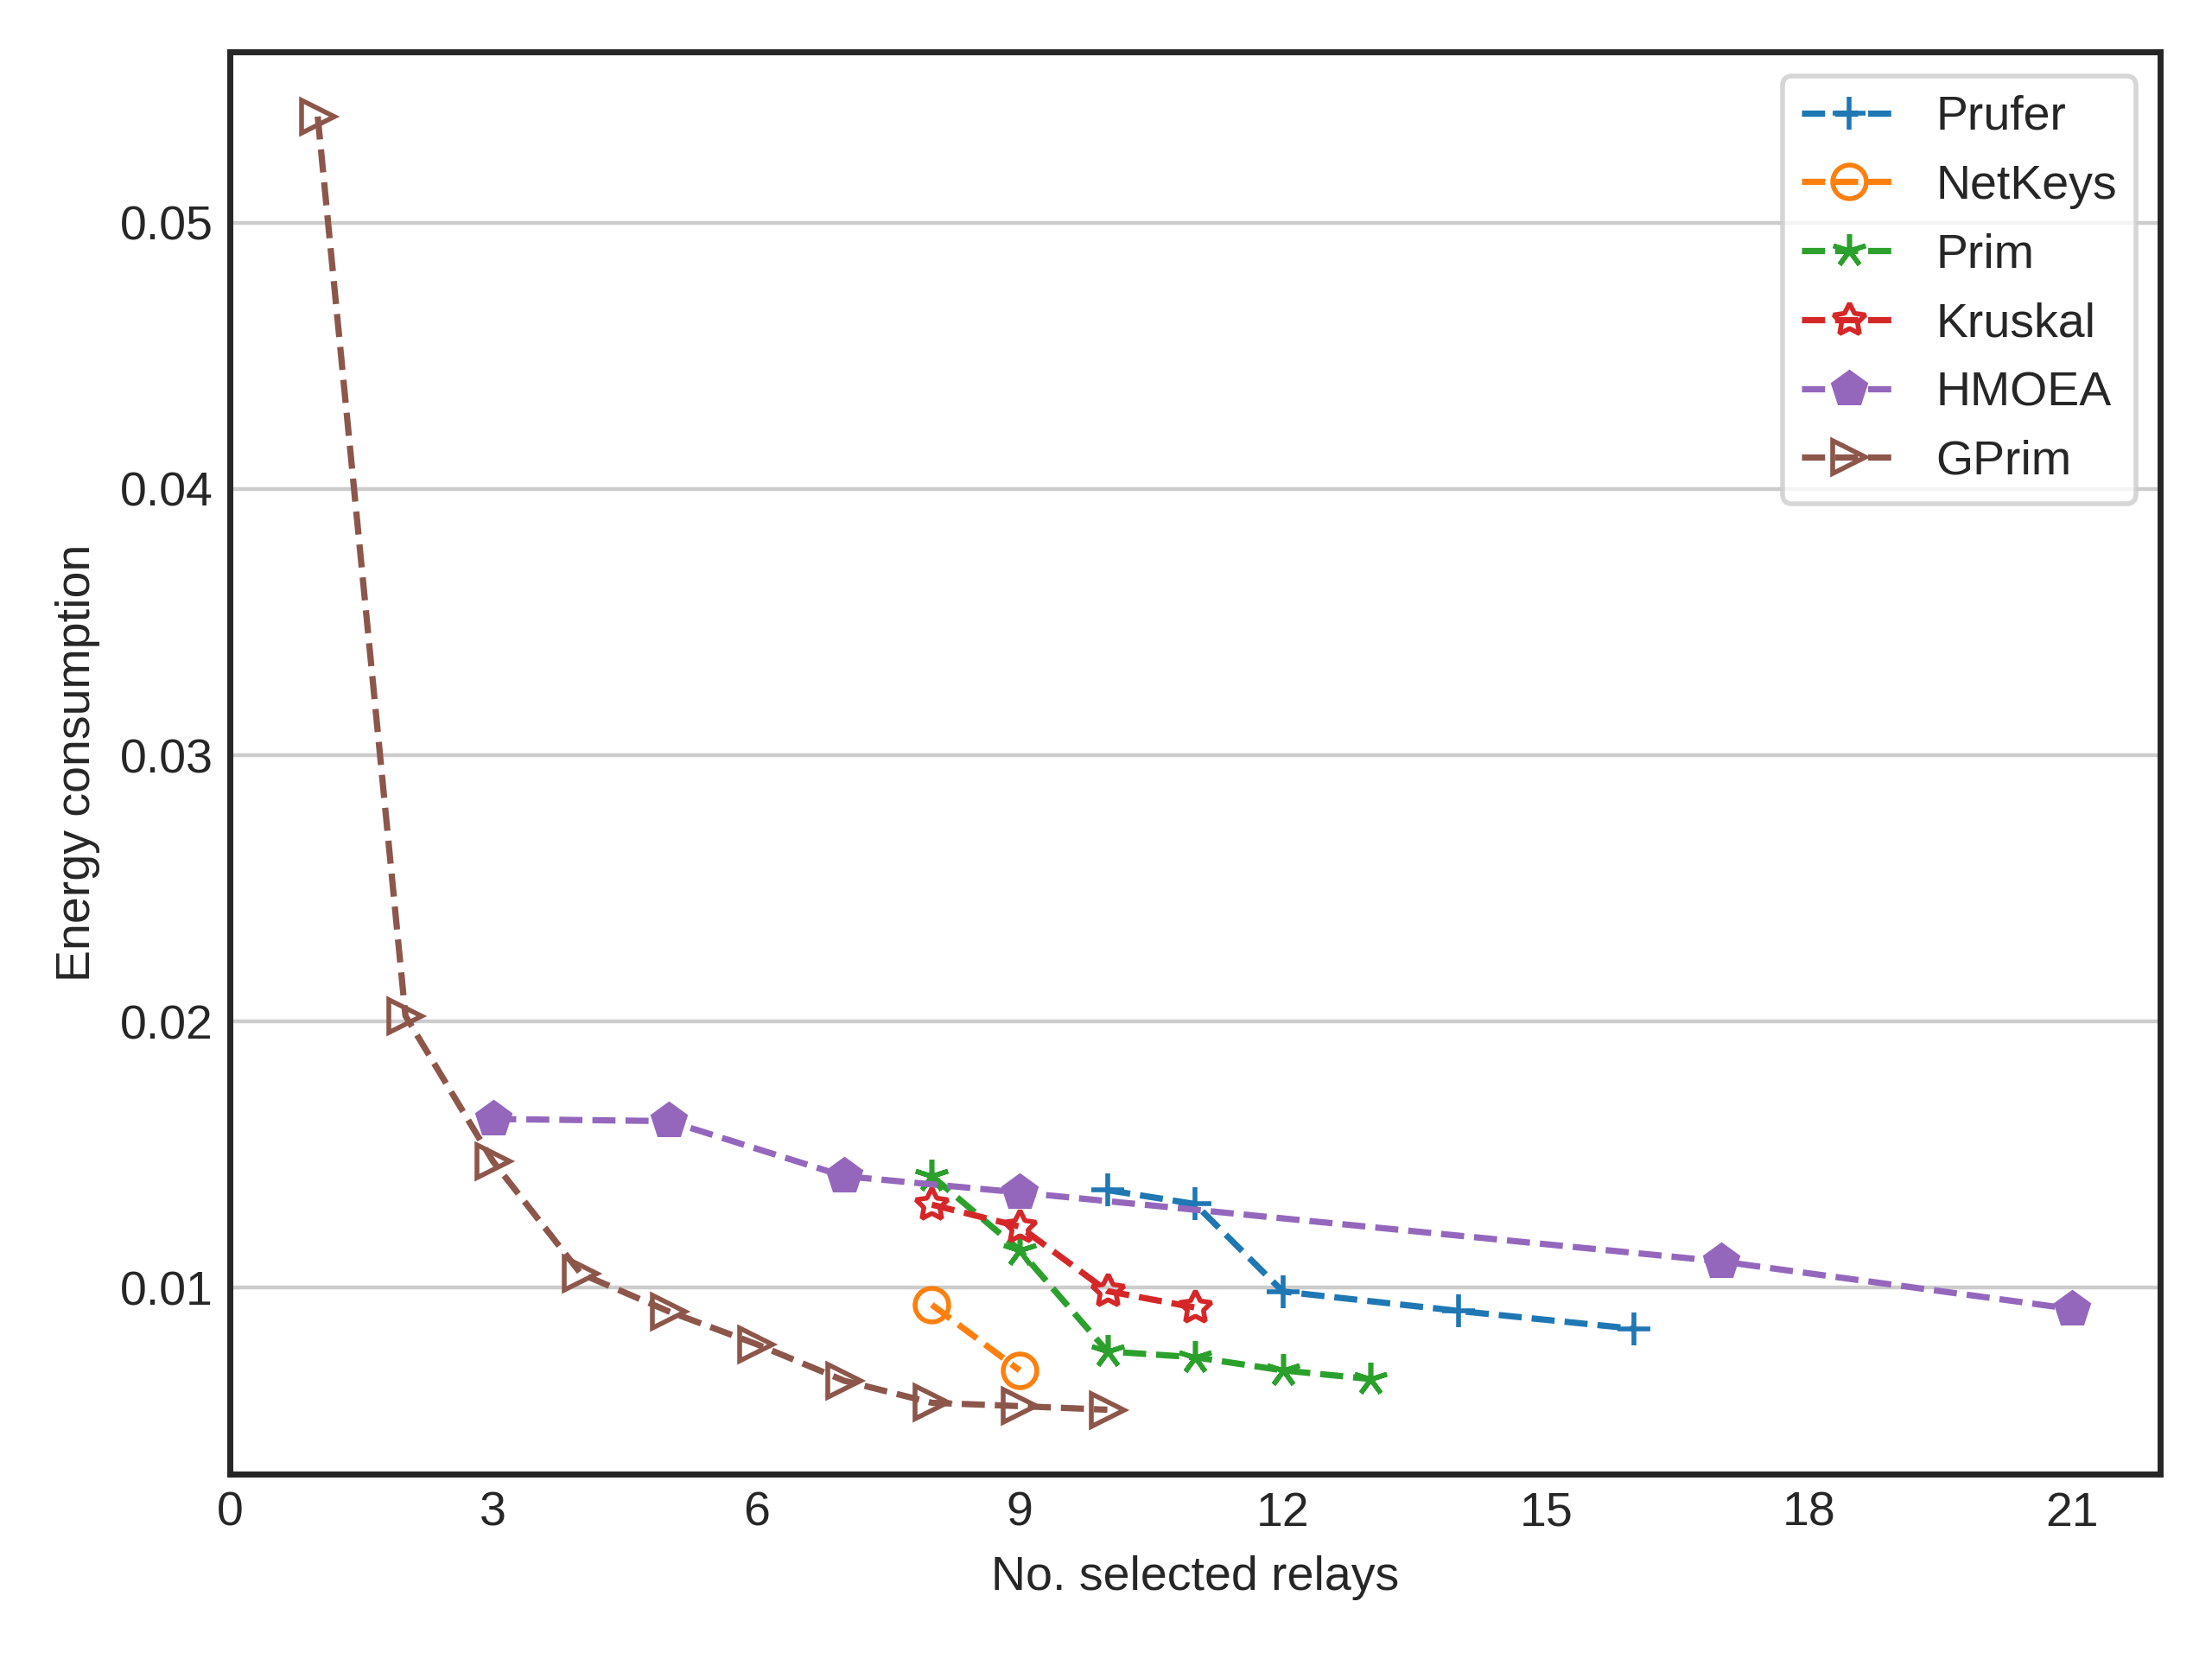 Prufer
NetKeys
Prim
Kruskal
HMOEA
GPrim
0.05
0.04
0.03
0.02
0.01
Energy consumption
0 3 6 9 12 15 18 21
No. selected relays